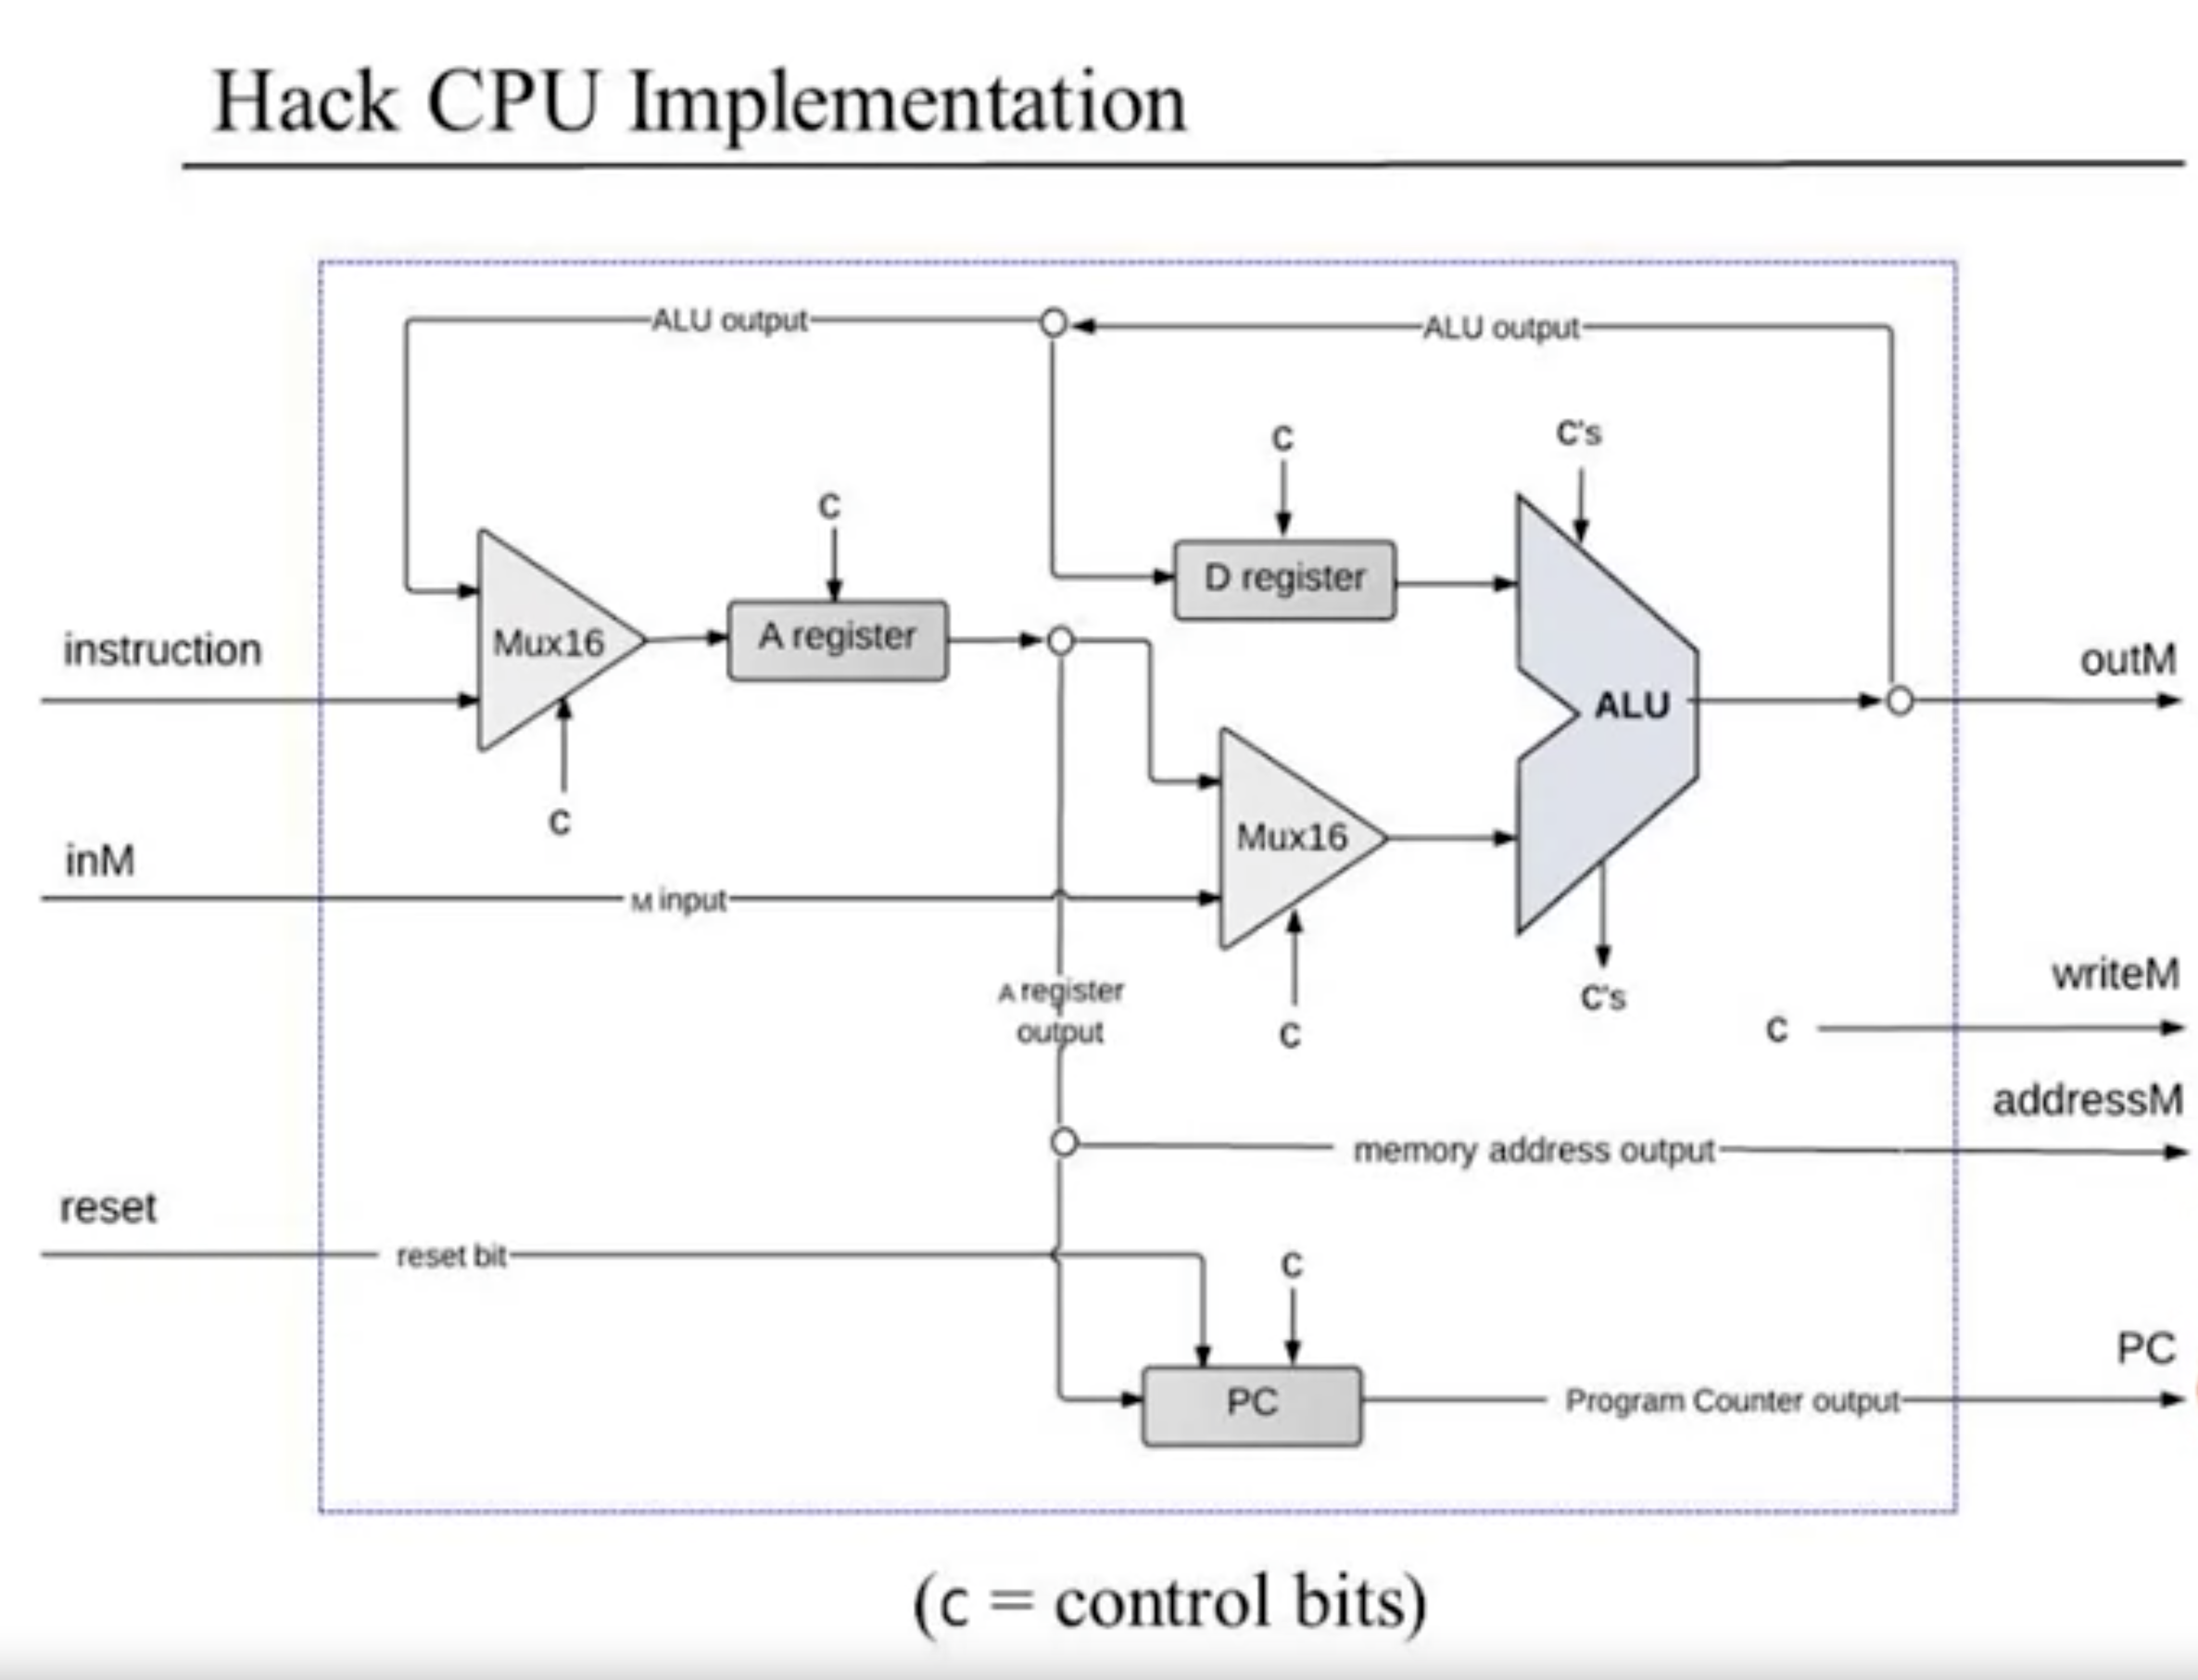 Hack CPU Implementation
ALU output
ALU output
C
C's
C
D register
instruction
Mux16
A register
ALU
outM
C
inM
Mux16
M input
A register
output
C
C's
writeM
C
addressM
memory address output
reset
reset bit
C
PC
PC
Program Counter output
(c = control bits)